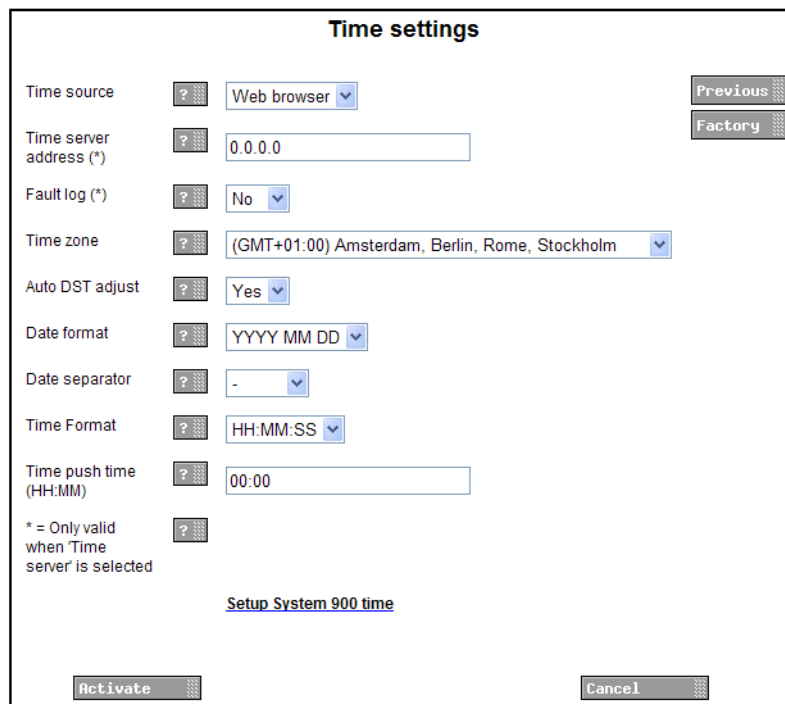 Time settings
Time source ? Web browser
Previous
Factory
Time server
address (*) ? 0.0.0.0
Fault log (*) ? No
Time zone ? (GMT+01:00) Amsterdam, Berlin, Rome, Stockholm
Auto DST adjust ? Yes
Date format ? YYYY MM DD
Date separator ? -
Time Format ? HH:MM:SS
Time push time
(HH:MM) ? 00:00
* = Only valid ?
when 'Time
server' is selected
Setup System 900 time
Activate
Cancel